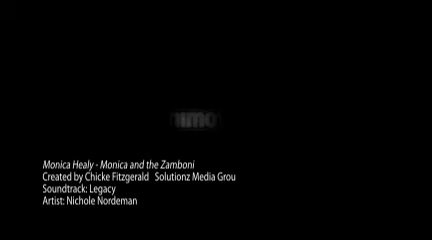 Monica Healy - Monica and the Zamboni
Created by Chicke Fitzgerald Solutionz Media Grou
Soundtrack: Legacy
Artist: Nichole Nordeman